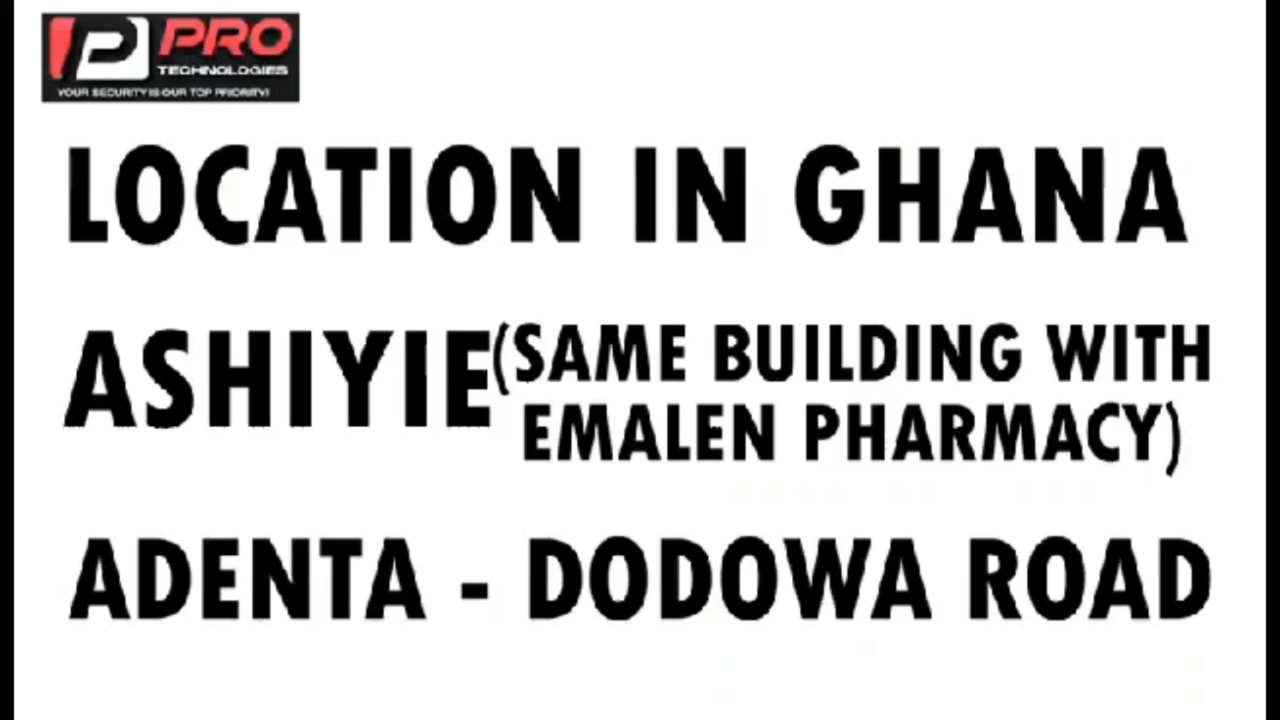 PRO
TECHNOLOGIES
YOUR SECURITY IS OUR TOP PRIORITY!
LOCATION IN GHANA
ASHIYIE (SAME BUILDING WITH
EMALEN PHARMACY)
ADENTA - DODOWA ROAD